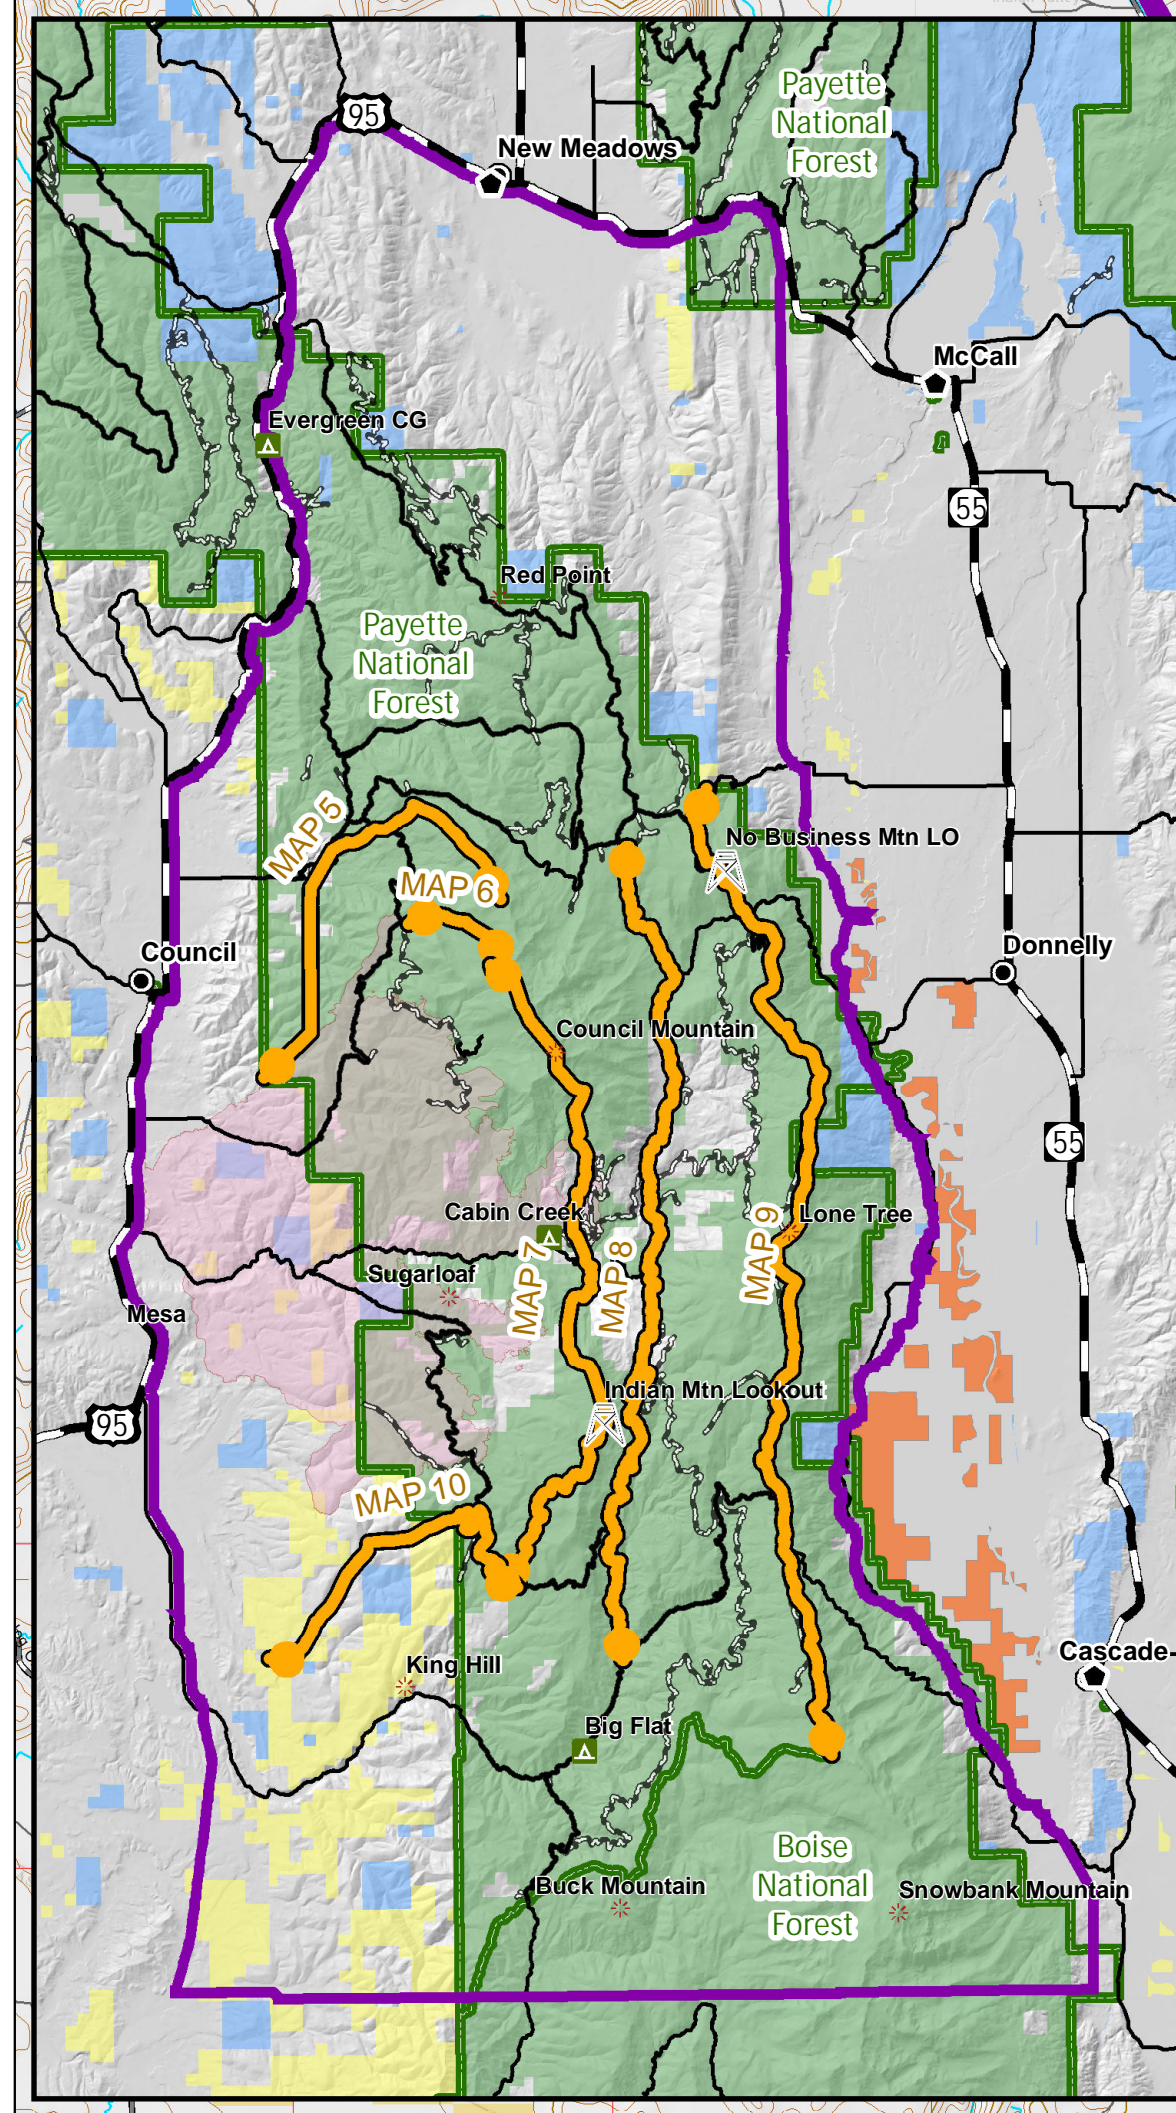 Payette
National
Forest
95
New Meadows
McCall
Evergreen CG
55
Red Point
Payette
National
Forest
MAP 5
No Business Mtn LO
MAP 6
Council
Donnelly
Council Mountain
55
Cabin Creek
Lone Tree
MAP 9
MAP 7
MAP 8
Sugarloaf
Mesa
Indian Mtn Lookout
95
MAP 10
King Hill
Cascade
Big Flat
Boise
National
Forest
Buck Mountain
Snowbank Mountain